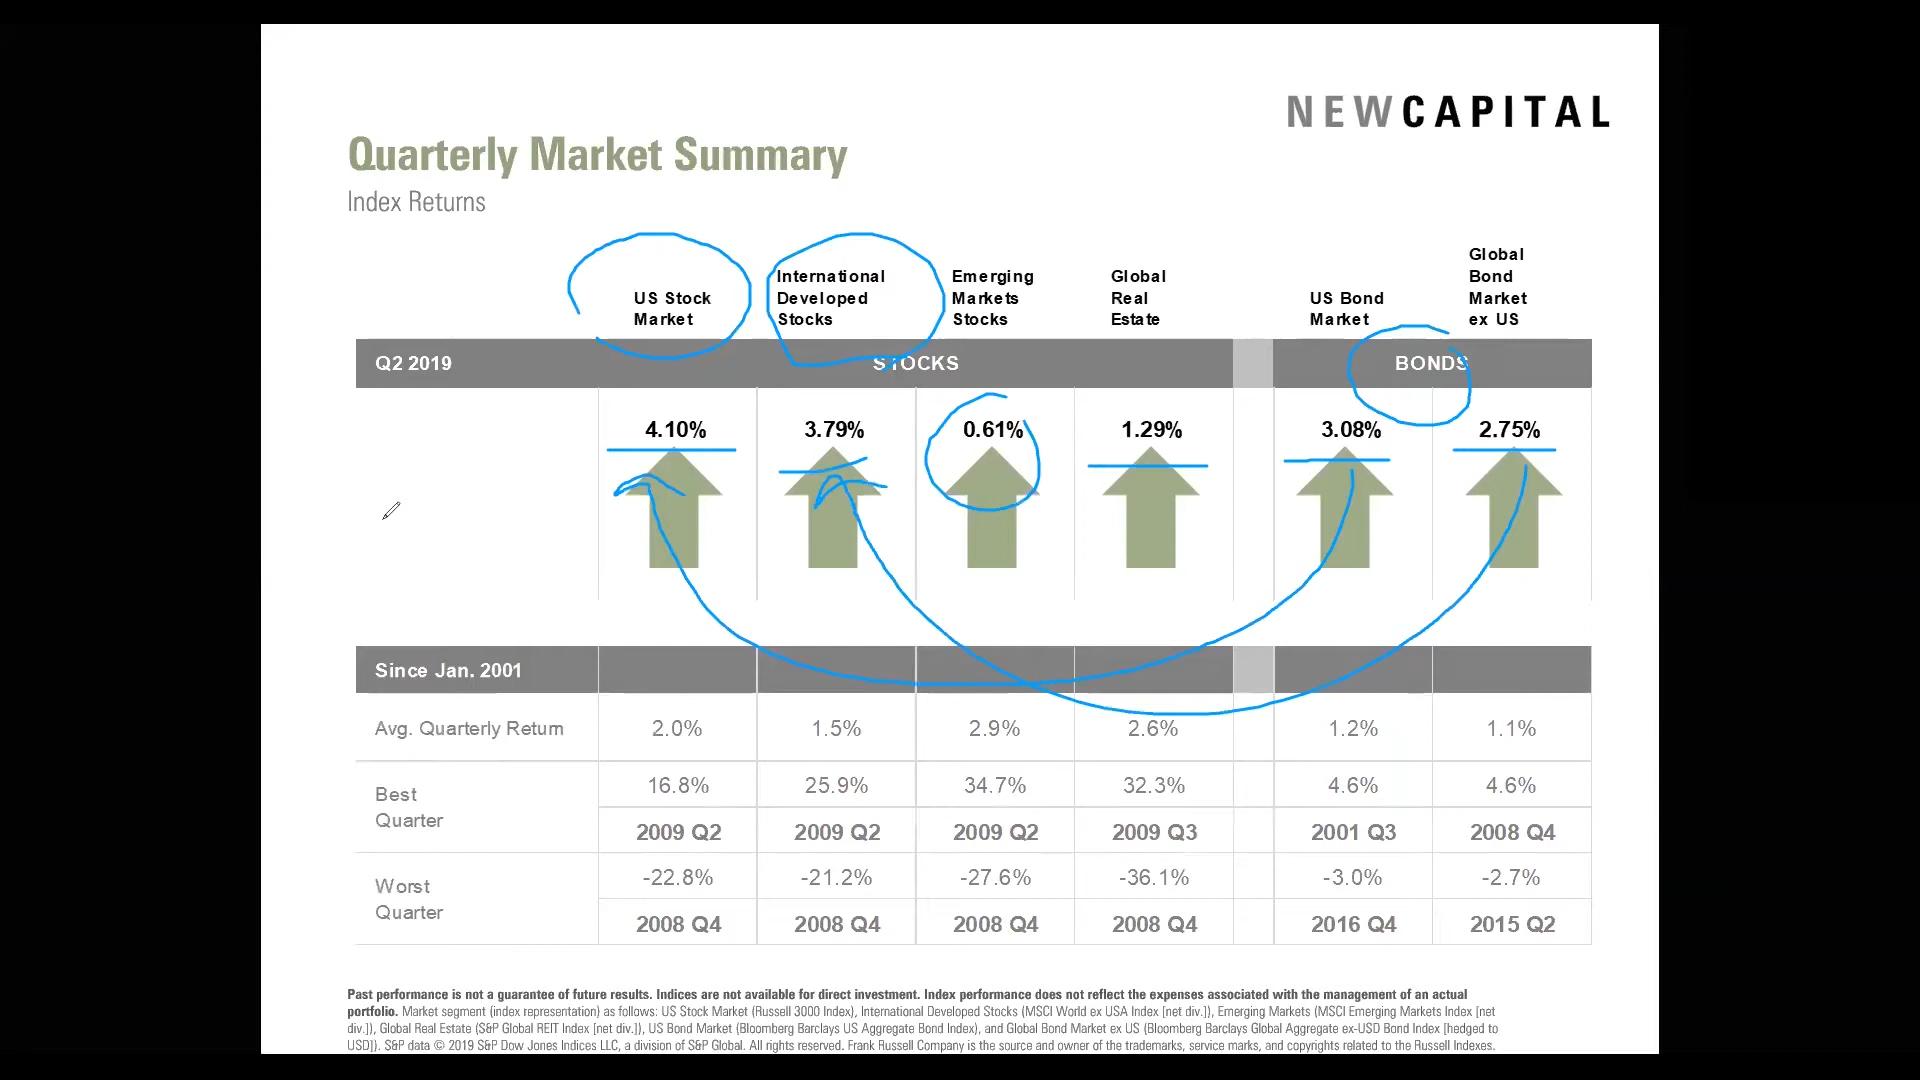 NEWCAPITAL
Quarterly Market Summary
Index Returns
US Stock Market
International Developed Stocks
Emerging Markets Stocks
Global Real Estate
US Bond Market
Global Bond Market ex US
Q2 2019 STOCKS BONDS
4.10% 3.79% 0.61% 1.29% 3.08% 2.75%
Since Jan. 2001
Avg. Quarterly Return 2.0% 1.5% 2.9% 2.6% 1.2% 1.1%
Best Quarter
16.8% 25.9% 34.7% 32.3% 4.6% 4.6%
2009 Q2 2009 Q2 2009 Q2 2009 Q3 2001 Q3 2008 Q4
Worst Quarter
-22.8% -21.2% -27.6% -36.1% -3.0% -2.7%
2008 Q4 2008 Q4 2008 Q4 2008 Q4 2016 Q4 2015 Q2
Past performance is not a guarantee of future results. Indices are not available for direct investment. Index performance does not reflect the expenses associated with the management of an actual
portfolio. Market segment (index representation) as follows: US Stock Market (Russell 3000 Index), International Developed Stocks (MSCI World ex USA Index [net div.]), Emerging Markets (MSCI Emerging Markets Index [net
div.]), Global Real Estate (S&P Global REIT Index [net div.]), US Bond Market (Bloomberg Barclays US Aggregate Bond Index), and Global Bond Market ex US (Bloomberg Barclays Global Aggregate ex-USD Bond Index [hedged to
USD]). S&P data © 2019 S&P Dow Jones Indices LLC, a division of S&P Global. All rights reserved. Frank Russell Company is the source and owner of the trademarks, service marks, and copyrights related to the Russell Indexes.